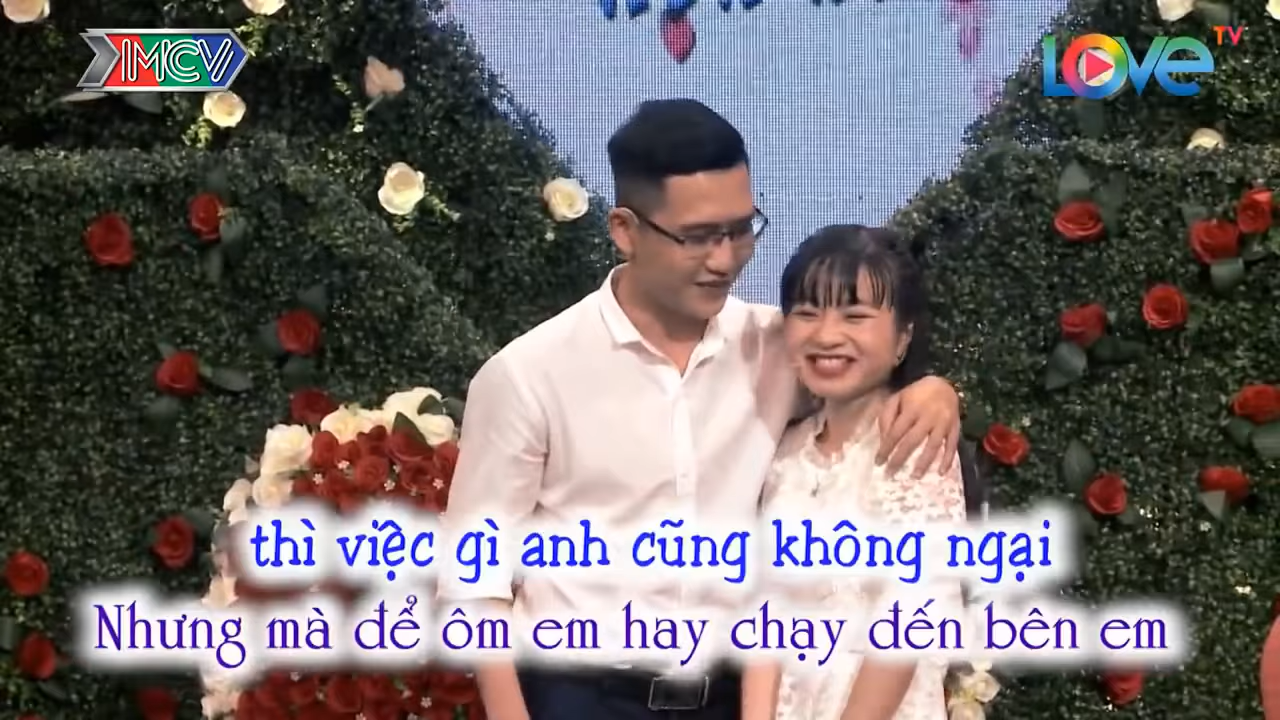 MCV
LOVE TV
thì việc gì anh cũng không ngại
Nhưng mà để ôm em hay chạy đến bên em